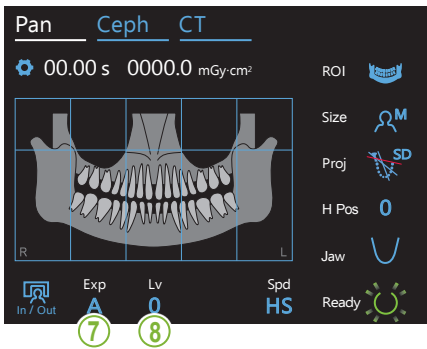 Pan Ceph CT
00.00 s 0000.0 mGy·cm²
ROI
Size M
Proj SD
H Pos 0
R L
Jaw
Exp Lv Spd
In / Out A 0 HS
Ready
7 8